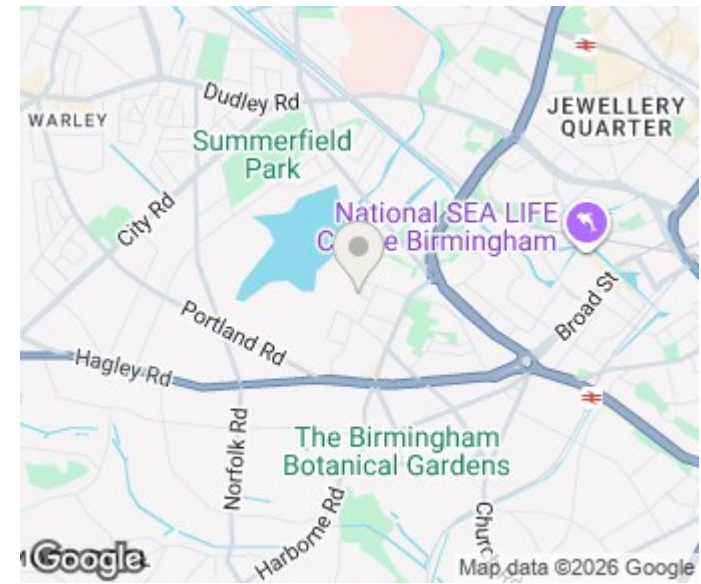 Dudley Rd
JEWELLERY
QUARTER
WARLEY
Summerfield
Park
City Rd
National SEA LIFE
Birmingham
Broad St
Portland Rd
Hagley Rd
Norfolk Rd
The Birmingham
Botanical Gardens
Harborne Rd
Google
Map data ©2026 Google